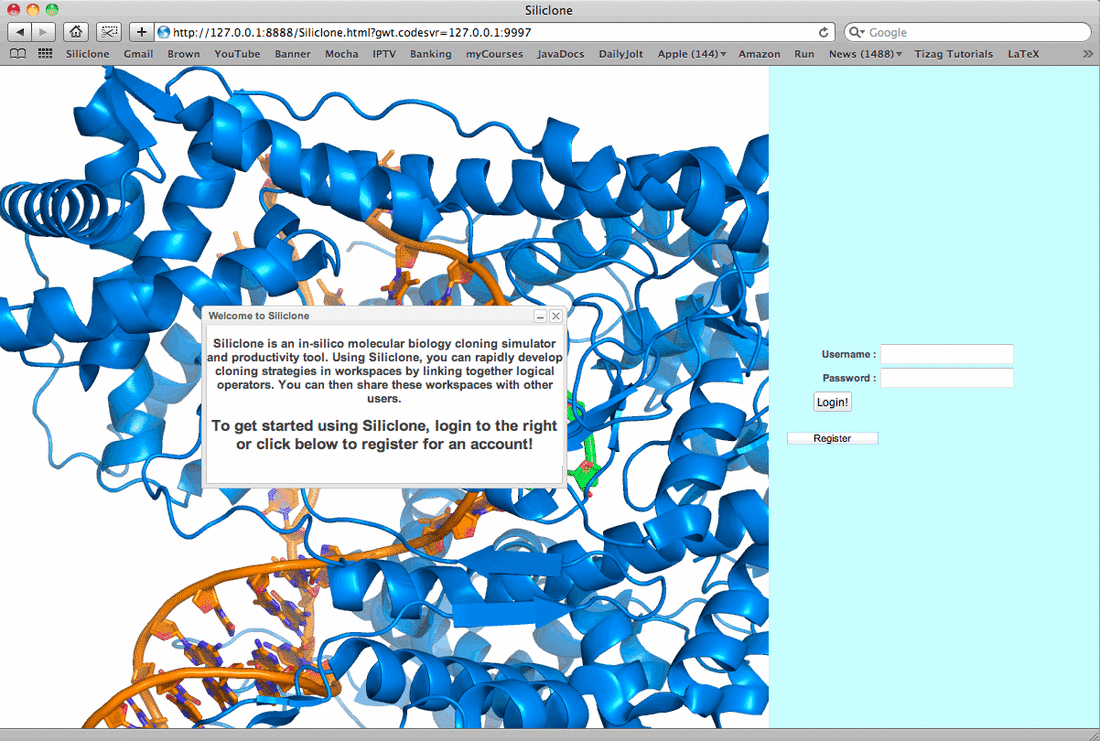 Siliclone
http://127.0.0.1:8888/Siliclone.html?gwt.codesvr=127.0.0.1:9997
Google
Siliclone Gmail Brown YouTube Banner Mocha IPTV Banking myCourses JavaDocs DailyJolt Apple (144) Amazon Run News (1488) Tizag Tutorials LaTeX
Welcome to Siliclone
Siliclone is an in-silico molecular biology cloning simulator
and productivity tool. Using Siliclone, you can rapidly develop
cloning strategies in workspaces by linking together logical
operators. You can then share these workspaces with other
users.
To get started using Siliclone, login to the right
or click below to register for an account!
Username :
Password :
Login!
Register